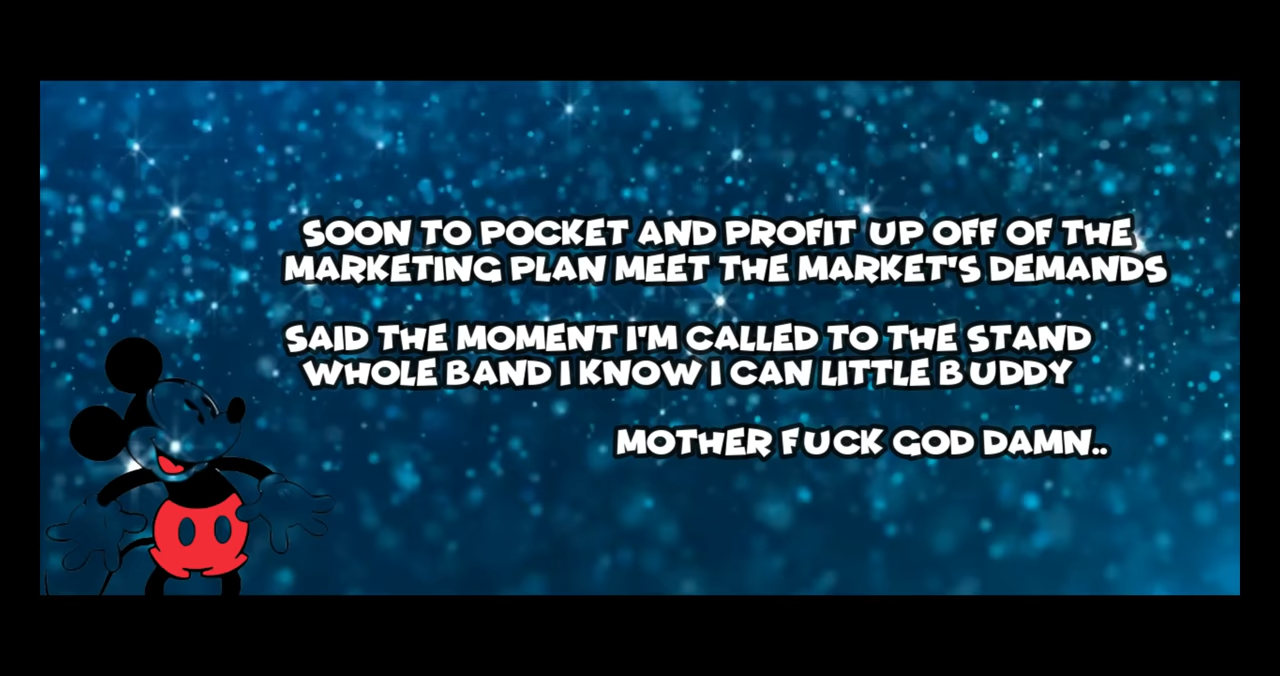 SOON TO POCKET AND PROFIT UP OFF OF THE
MARKETING PLAN MEET THE MARKET'S DEMANDS
SAID THE MOMENT I'M CALLED TO THE STAND
WHOLE BAND I KNOW I CAN LITTLE BUDDY
MOTHER FUCK GOD DAMN..